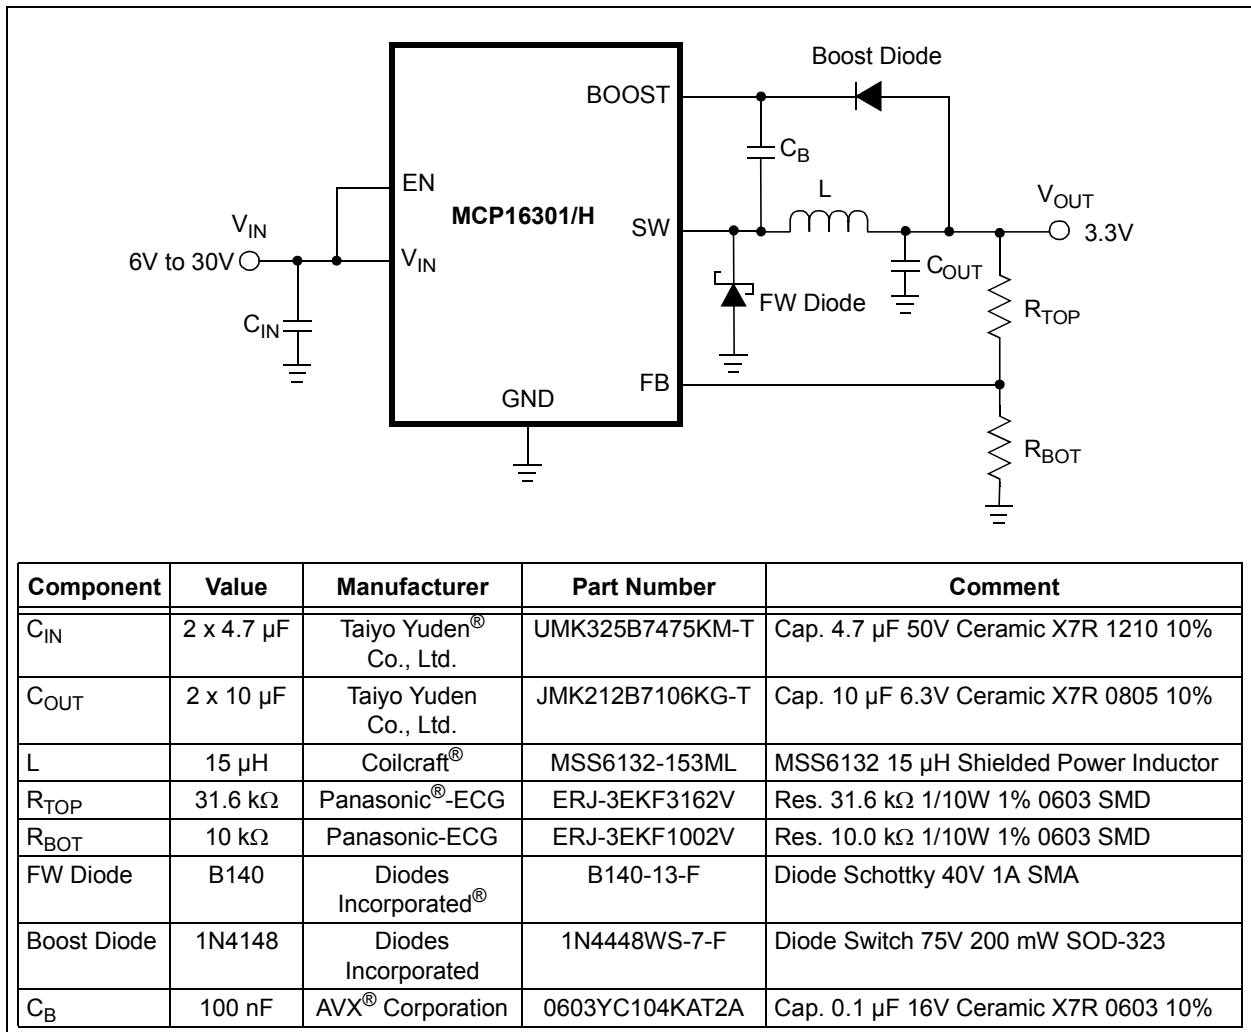 Boost Diode
BOOST
C_B
EN
L
MCP16301/H
SW
V_OUT
V_IN
3.3V
6V to 30V
V_IN
C_OUT
FW Diode
R_TOP
C_IN
FB
GND
R_BOT
Component Value Manufacturer Part Number Comment
C_IN 2 x 4.7 µF Taiyo Yuden® Co., Ltd. UMK325B7475KM-T Cap. 4.7 µF 50V Ceramic X7R 1210 10%
C_OUT 2 x 10 µF Taiyo Yuden Co., Ltd. JMK212B7106KG-T Cap. 10 µF 6.3V Ceramic X7R 0805 10%
L 15 µH Coilcraft® MSS6132-153ML MSS6132 15 µH Shielded Power Inductor
R_TOP 31.6 kΩ Panasonic®-ECG ERJ-3EKF3162V Res. 31.6 kΩ 1/10W 1% 0603 SMD
R_BOT 10 kΩ Panasonic-ECG ERJ-3EKF1002V Res. 10.0 kΩ 1/10W 1% 0603 SMD
FW Diode B140 Diodes Incorporated® B140-13-F Diode Schottky 40V 1A SMA
Boost Diode 1N4148 Diodes Incorporated 1N4448WS-7-F Diode Switch 75V 200 mW SOD-323
C_B 100 nF AVX® Corporation 0603YC104KAT2A Cap. 0.1 µF 16V Ceramic X7R 0603 10%